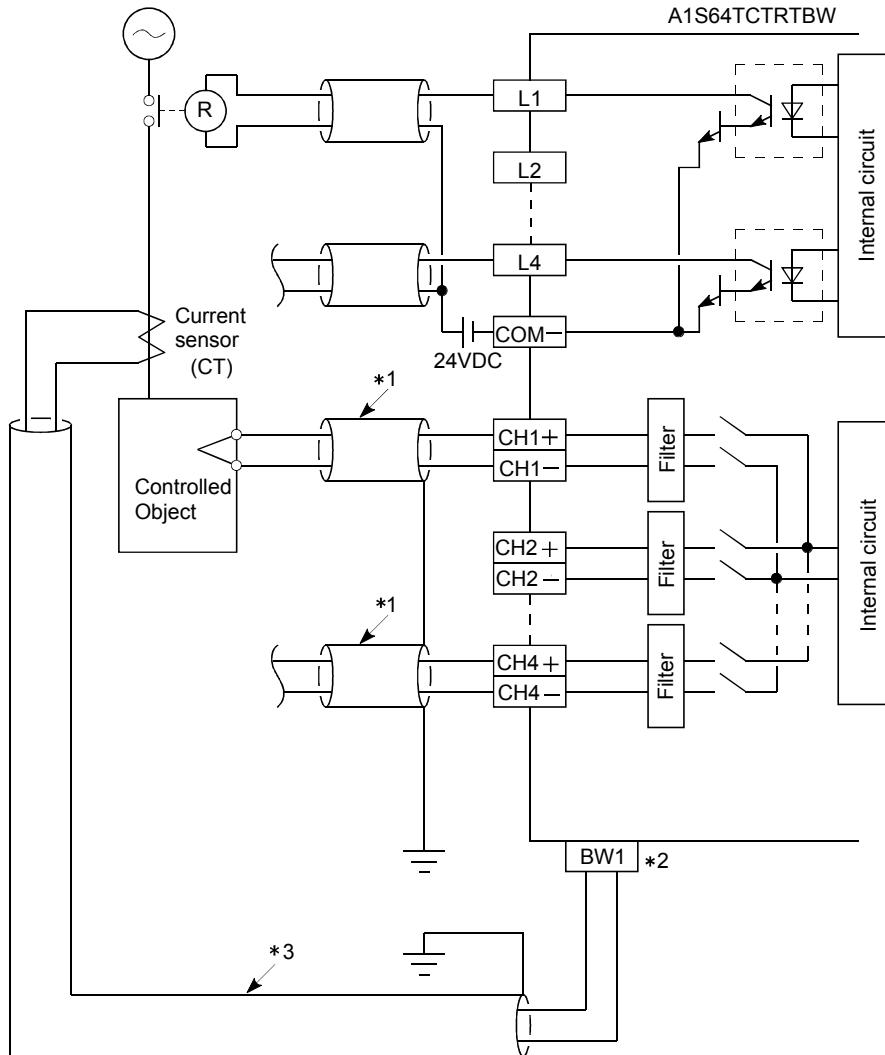 A1S64TCTRTBW
R
L1
L2
L4
COM−
24VDC
Internal circuit
Current
sensor
(CT)
*1
CH1+
CH1−
Filter
Controlled
Object
CH2+
CH2−
Filter
Internal circuit
*1
CH4+
CH4−
Filter
BW1
*2
*3